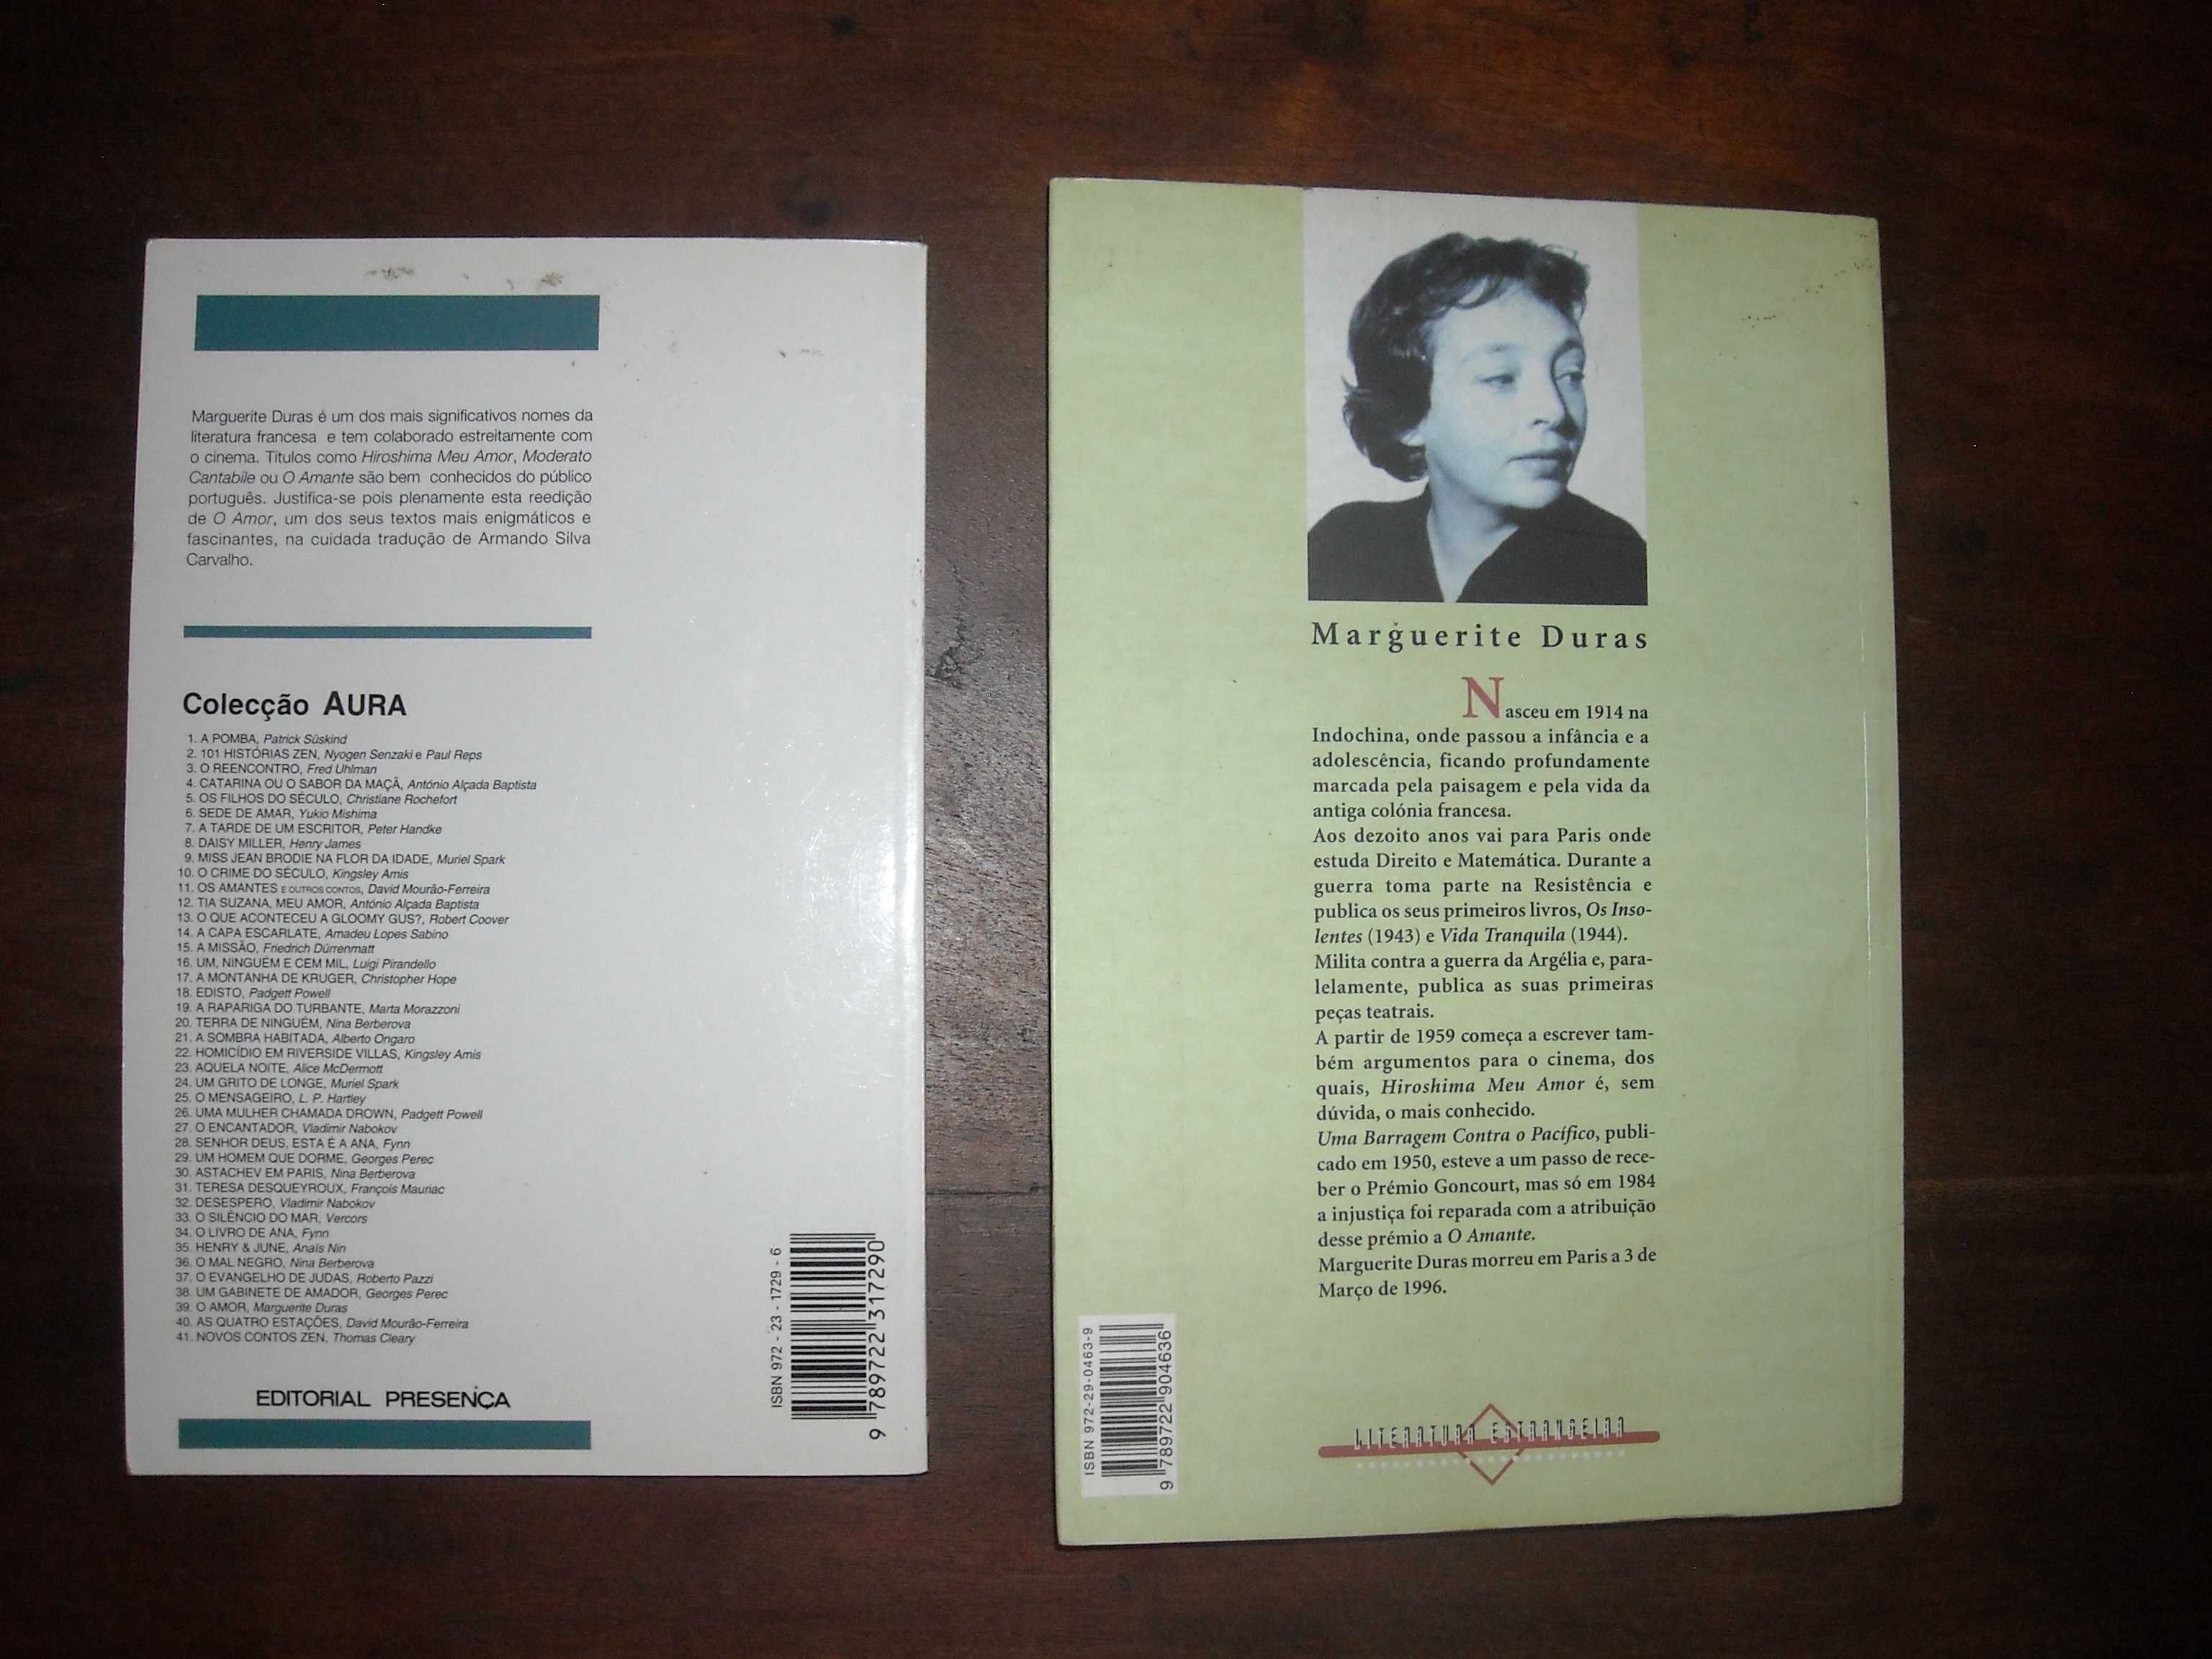 Marguerite Duras é um dos mais significativos nomes da
literatura francesa e tem colaborado estreitamente com
o cinema. Títulos como Hiroshima Meu Amor, Moderato
Cantabile ou O Amante são bem conhecidos do público
português. Justifica-se pois plenamente esta reedição
de O Amor, um dos seus textos mais enigmáticos e
fascinantes, na cuidada tradução de Armando Silva
Carvalho.
Colecção AURA
1. A POMBA, Patrick Süskind
2. 101 HISTÓRIAS ZEN, Nyogen Senzaki e Paul Reps
3. O REENCONTRO, Fred Uhlman
4. CATARINA OU O SABOR DA MAÇÃ, António Alçada Baptista
5. OS FILHOS DO SÉCULO, Christiane Rochefort
6. SEDE DE AMAR, Yukio Mishima
7. A TARDE DE UM ESCRITOR, Peter Handke
8. DAISY MILLER, Henry James
9. MISS JEAN BRODIE NA FLOR DA IDADE, Muriel Spark
10. O CRIME DO SÉCULO, Kingsley Amis
11. OS AMANTES E OUTROS CONTOS, David Mourão-Ferreira
12. TIA SUZANA, MEU AMOR, António Alçada Baptista
13. O QUE ACONTECEU A GLOOMY GUS?, Robert Coover
14. A CAPA ESCARLATE, Amadeu Lopes Sabino
15. A MISSÃO, Friedrich Dürrenmatt
16. UM, NINGUÉM E CEM MIL, Luigi Pirandello
17. A MONTANHA DE KRUGER, Christopher Hope
18. EDISTO, Padgett Powell
19. A RAPARIGA DO TURBANTE, Marta Morazzoni
20. TERRA DE NINGUÉM, Nina Berberova
21. A SOMBRA HABITADA, Alberto Ongaro
22. HOMICÍDIO EM RIVERSIDE VILLAS, Kingsley Amis
23. AQUELA NOITE, Alice McDermott
24. UM GRITO DE LONGE, Muriel Spark
25. O MENSAGEIRO, L. P. Hartley
26. UMA MULHER CHAMADA DROWN, Padgett Powell
27. O ENCANTADOR, Vladimir Nabokov
28. SENHOR DEUS, ESTA É A ANA, Fynn
29. UM HOMEM QUE DORME, Georges Perec
30. ASTACHEV EM PARIS, Nina Berberova
31. TERESA DESQUEYROUX, François Mauriac
32. DESESPERO, Vladimir Nabokov
33. O SILÊNCIO DO MAR, Vercors
34. O LIVRO DE ANA, Fynn
35. HENRY & JUNE, Anaïs Nin
36. O MAL NEGRO, Nina Berberova
37. O EVANGELHO DE JUDAS, Roberto Pazzi
38. UM GABINETE DE AMADOR, Georges Perec
39. O AMOR, Marguerite Duras
40. AS QUATRO ESTAÇÕES, David Mourão-Ferreira
41. NOVOS CONTOS ZEN, Thomas Cleary
EDITORIAL PRESENÇA
ISBN 972 - 23 - 1729 - 6
9 789722 317290
Marguerite Duras
Nasceu em 1914 na
Indochina, onde passou a infância e a
adolescência, ficando profundamente
marcada pela paisagem e pela vida da
antiga colónia francesa.
Aos dezoito anos vai para Paris onde
estuda Direito e Matemática. Durante a
guerra toma parte na Resistência e
publica os seus primeiros livros, Os Inso-
lentes (1943) e Vida Tranquila (1944).
Milita contra a guerra da Argélia e, para-
lelamente, publica as suas primeiras
peças teatrais.
A partir de 1959 começa a escrever tam-
bém argumentos para o cinema, dos
quais, Hiroshima Meu Amor é, sem
dúvida, o mais conhecido.
Uma Barragem Contra o Pacífico, publi-
cado em 1950, esteve a um passo de rece-
ber o Prémio Goncourt, mas só em 1984
a injustiça foi reparada com a atribuição
desse prémio a O Amante.
Marguerite Duras morreu em Paris a 3 de
Março de 1996.
ISBN 972-29-0463-9
9 789722 904636
LITERATURA ESTRANGEIRA